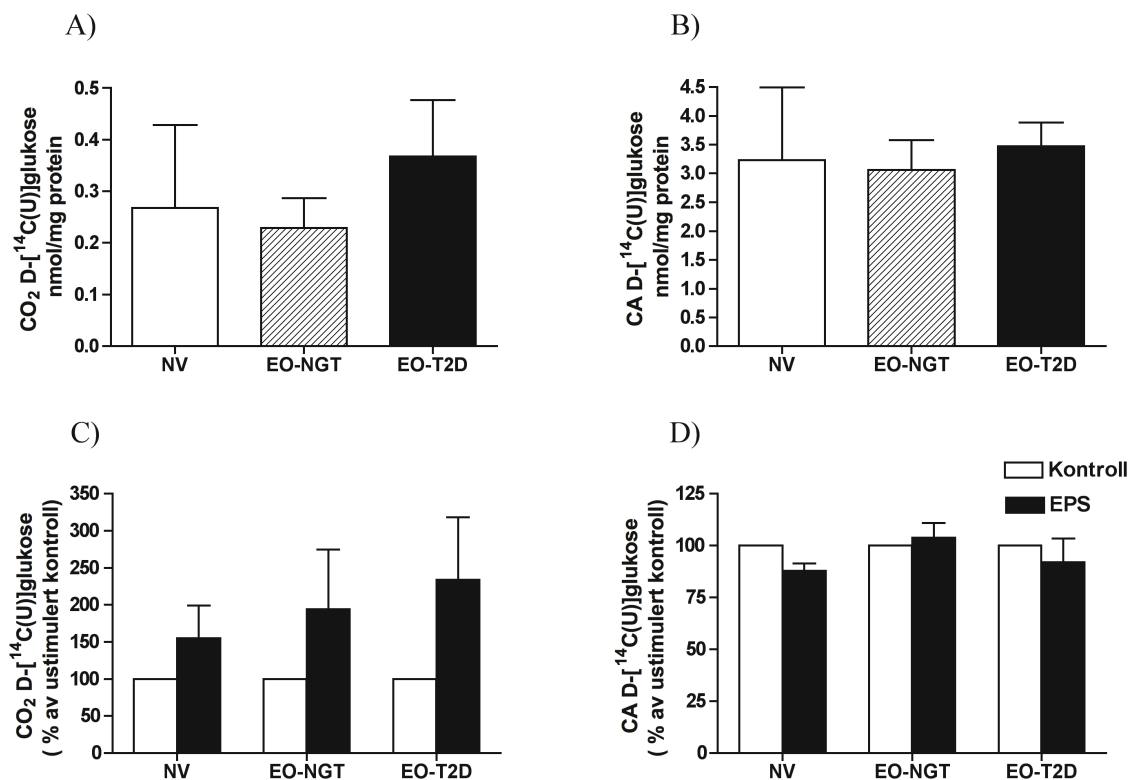 A)
CO2 D-[14C(U)]glukose
nmol/mg protein
0.5
0.4
0.3
0.2
0.1
0.0
NV EO-NGT EO-T2D
B)
CA D-[14C(U)]glukose
nmol/mg protein
4.5
4.0
3.5
3.0
2.5
2.0
1.5
1.0
0.5
0.0
NV EO-NGT EO-T2D
C)
CO2 D-[14C(U)]glukose
( % av ustimulert kontroll)
350
300
250
200
150
100
50
0
NV EO-NGT EO-T2D
D)
Kontroll
EPS
CA D-[14C(U)]glukose
( % av ustimulert kontroll)
125
100
75
50
25
0
NV EO-NGT EO-T2D